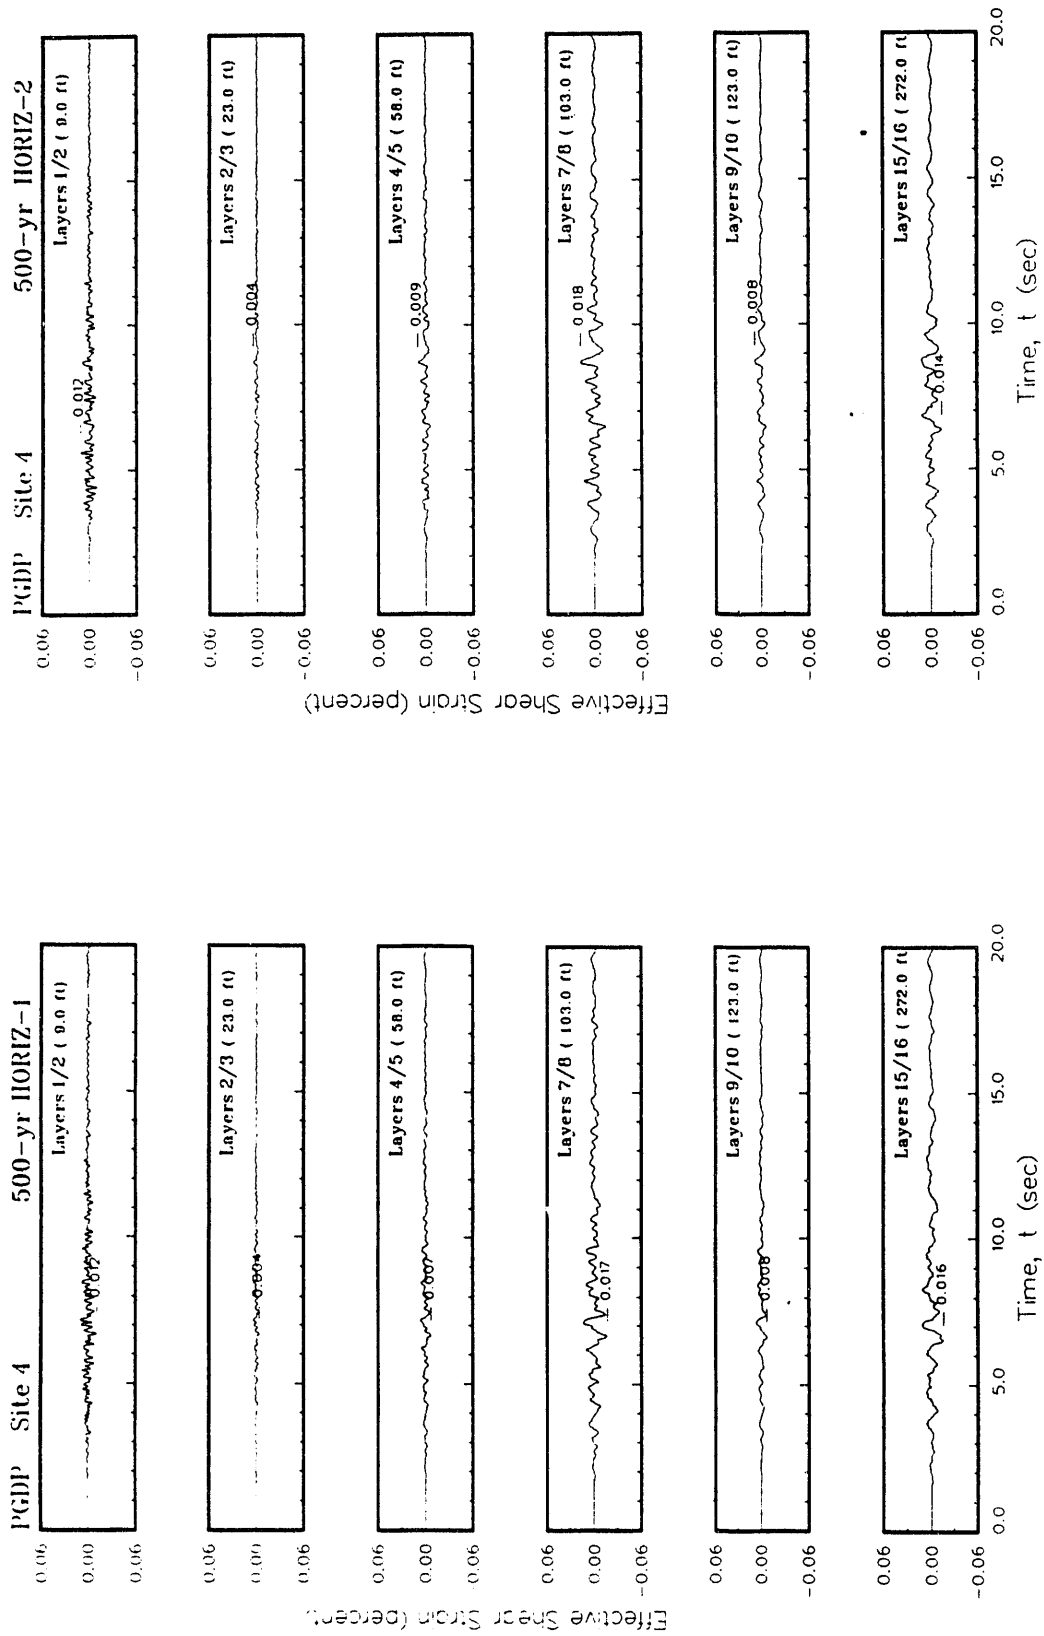 PGDP Site 4 500-yr HORIZ-1
0.06
0.00
-0.06
Layers 1/2 ( 9.0 ft)
0.012
0.06
0.00
-0.06
Layers 2/3 ( 23.0 ft)
0.004
0.06
0.00
-0.06
Layers 4/5 ( 58.0 ft)
0.007
0.06
0.00
-0.06
Layers 7/8 ( 103.0 ft)
0.017
0.06
0.00
-0.06
Layers 9/10 ( 123.0 ft)
0.008
0.06
0.00
-0.06
Layers 15/16 ( 272.0 ft
0.016
0.0 5.0 10.0 15.0 20.0
Time, t (sec)
Effective Shear Strain (percent)
PGDP Site 4 500-yr HORIZ-2
0.06
0.00
-0.06
Layers 1/2 ( 9.0 ft)
0.012
0.06
0.00
-0.06
Layers 2/3 ( 23.0 ft)
0.004
0.06
0.00
-0.06
Layers 4/5 ( 58.0 ft)
0.009
0.06
0.00
-0.06
Layers 7/8 ( 103.0 ft)
0.018
0.06
0.00
-0.06
Layers 9/10 ( 123.0 ft)
0.008
0.06
0.00
-0.06
Layers 15/16 ( 272.0 ft
0.014
0.0 5.0 10.0 15.0 20.0
Time, t (sec)
Effective Shear Strain (percent)